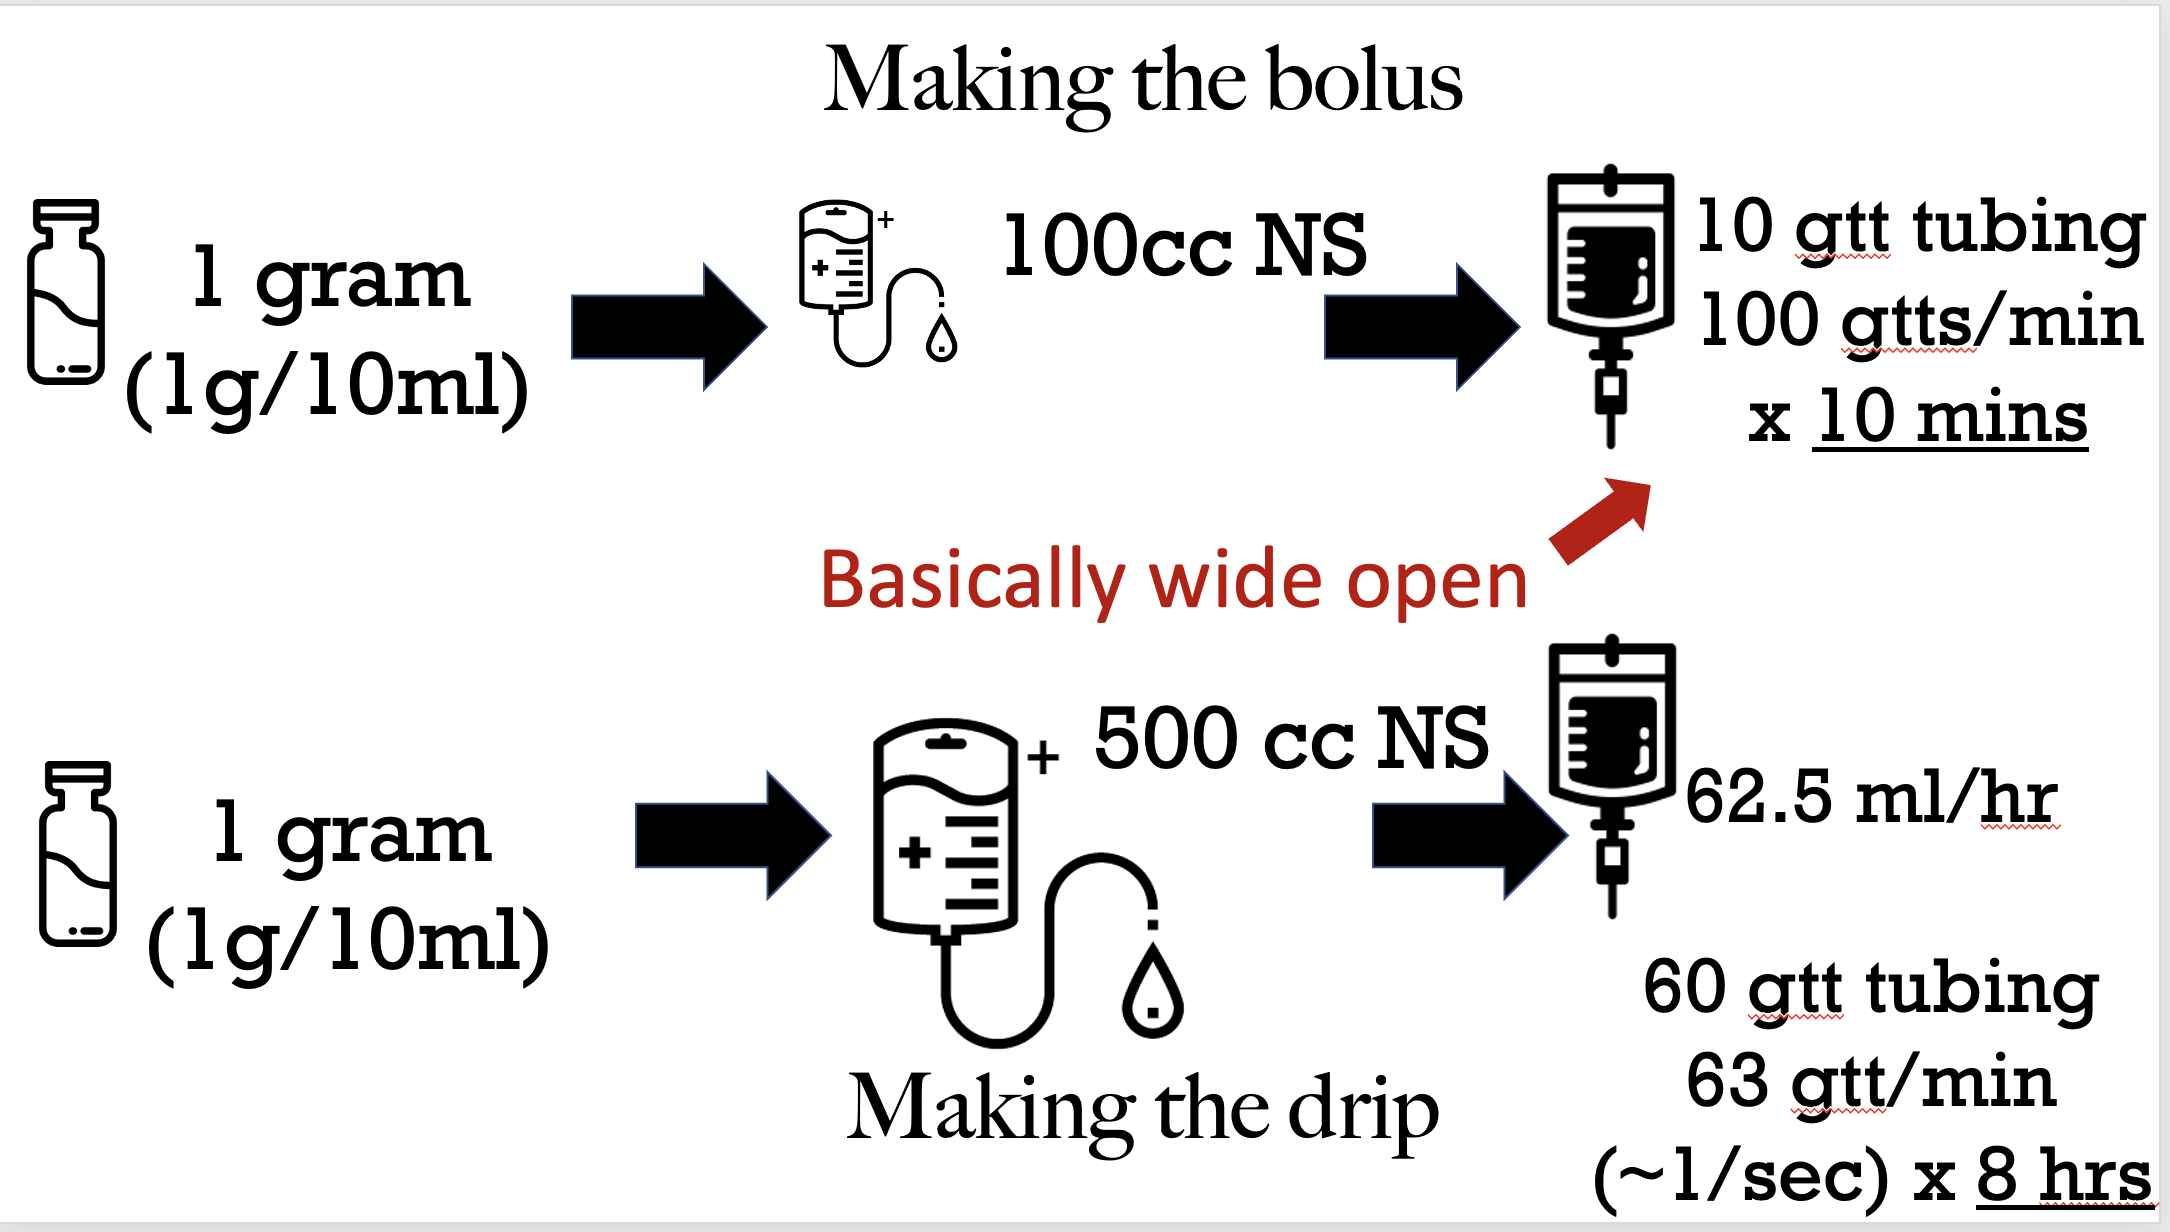 Making the bolus
1 gram
(1g/10ml)
+
100cc NS
10 gtt tubing
100 gtts/min
x 10 mins
Basically wide open
1 gram
(1g/10ml)
+
500 cc NS
62.5 ml/hr
60 gtt tubing
63 gtt/min
(~1/sec) x 8 hrs
Making the drip